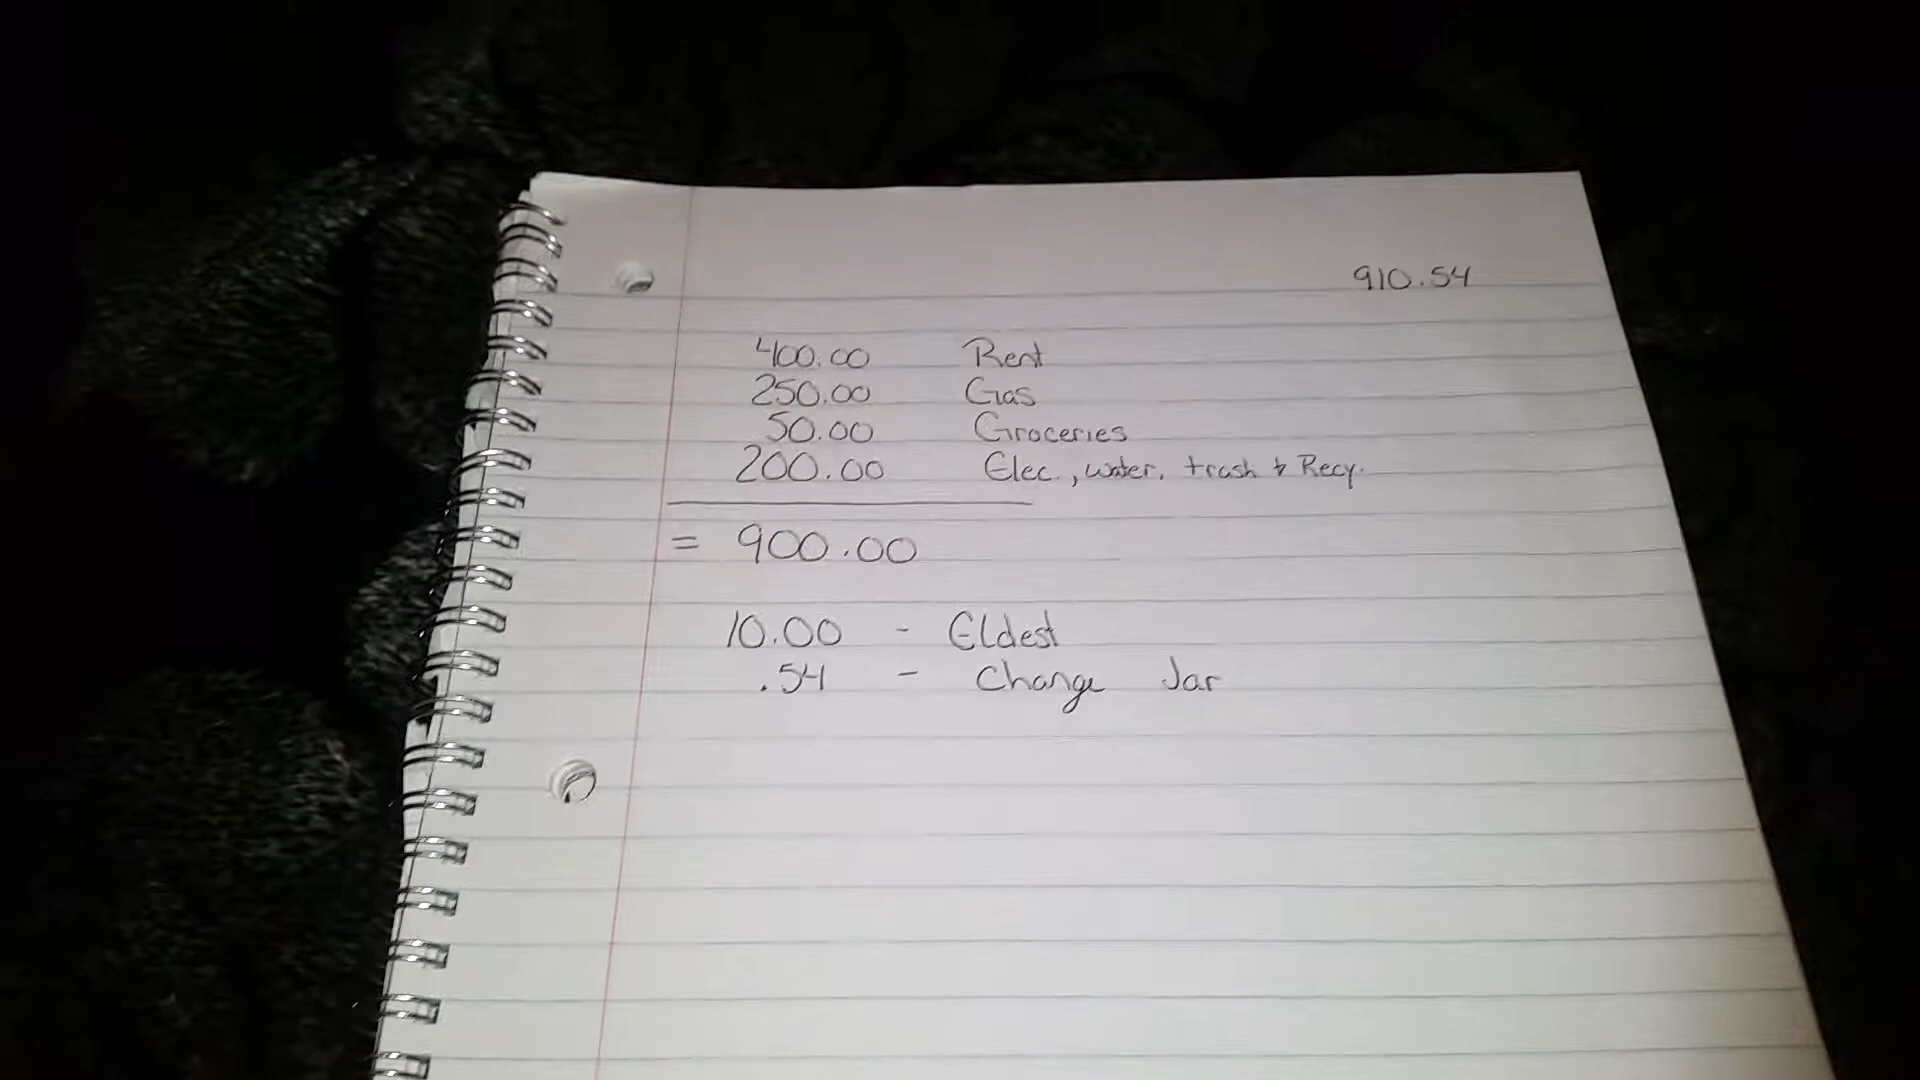 910.54
400.00 Rent
250.00 Gas
50.00 Groceries
200.00 Elec., water, trash & Recy.
= 900.00
10.00 - Eldest
.54 - Change Jar